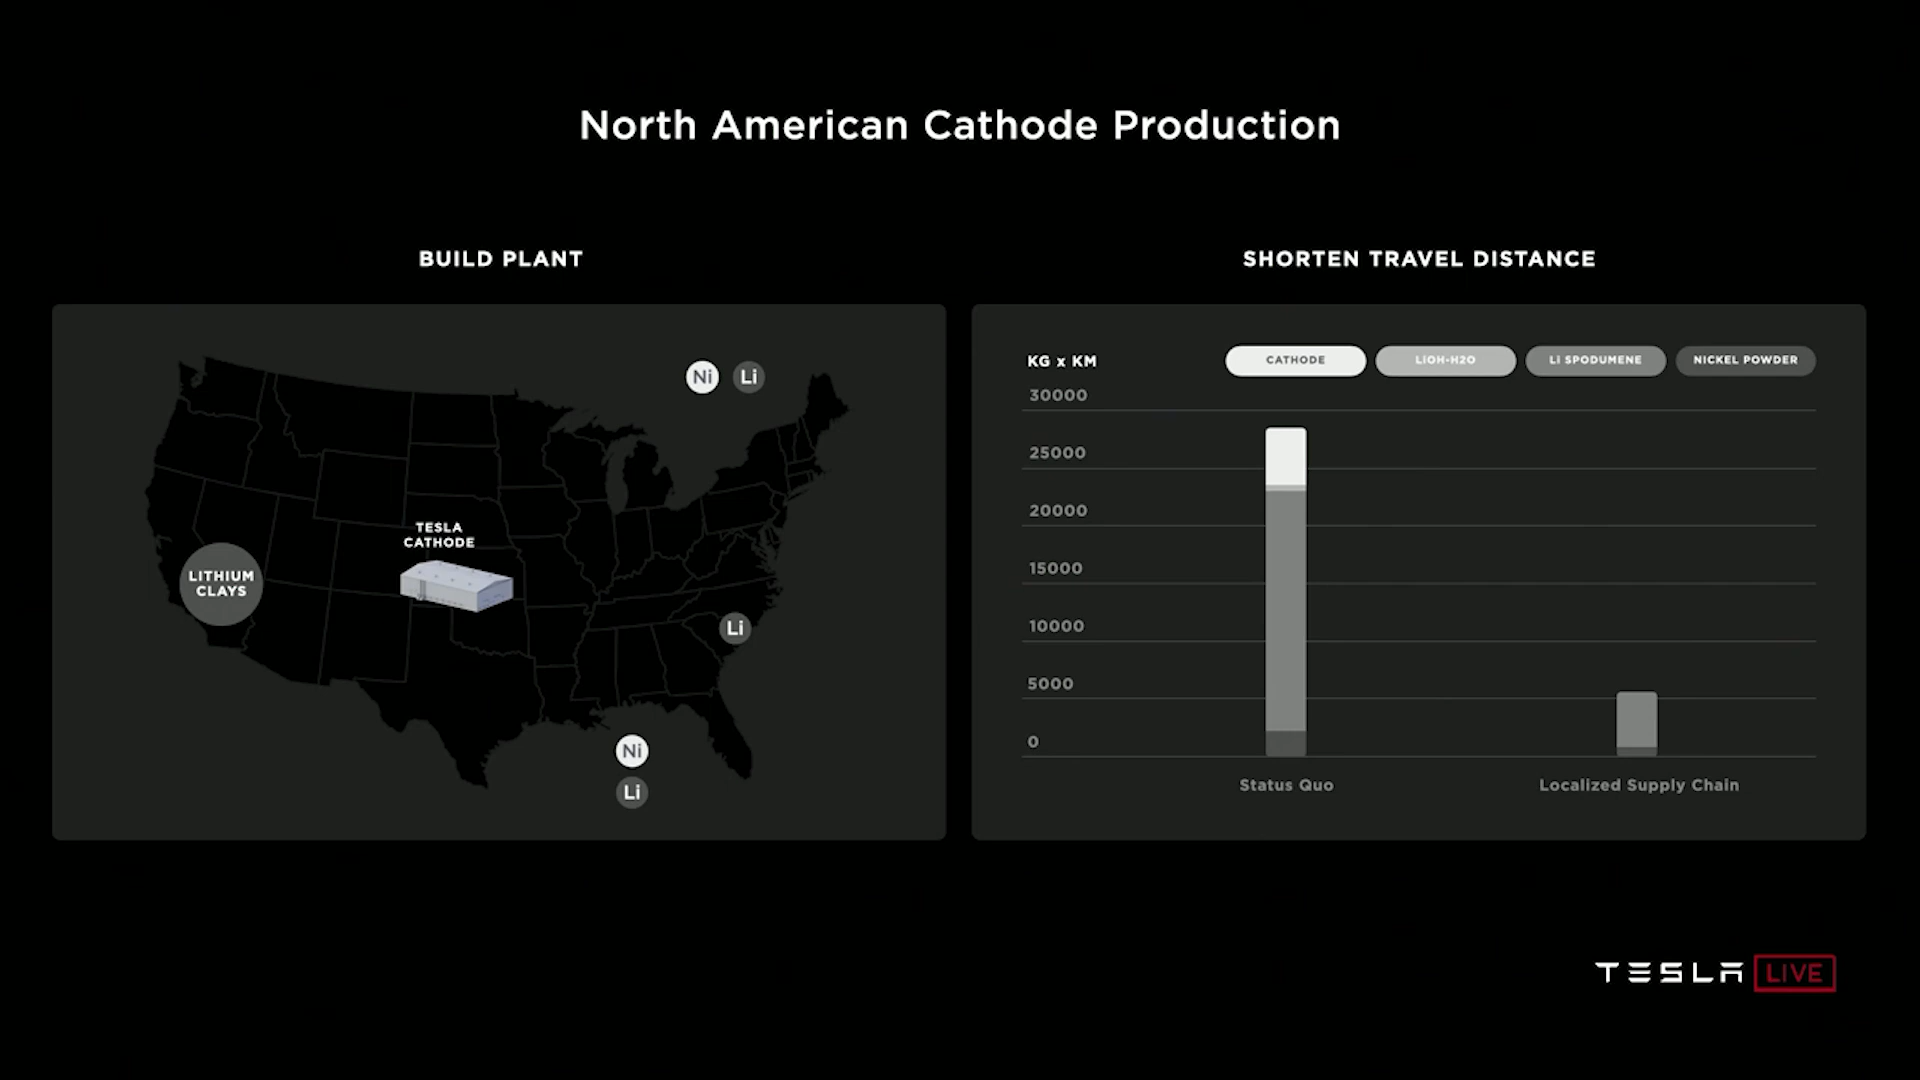 North American Cathode Production
BUILD PLANT
Ni
Li
TESLA
CATHODE
LITHIUM
CLAYS
Li
Ni
Li
SHORTEN TRAVEL DISTANCE
KG x KM
CATHODE
LIOH-H2O
LI SPODUMENE
NICKEL POWDER
30000
25000
20000
15000
10000
5000
0
Status Quo
Localized Supply Chain
TESLA LIVE